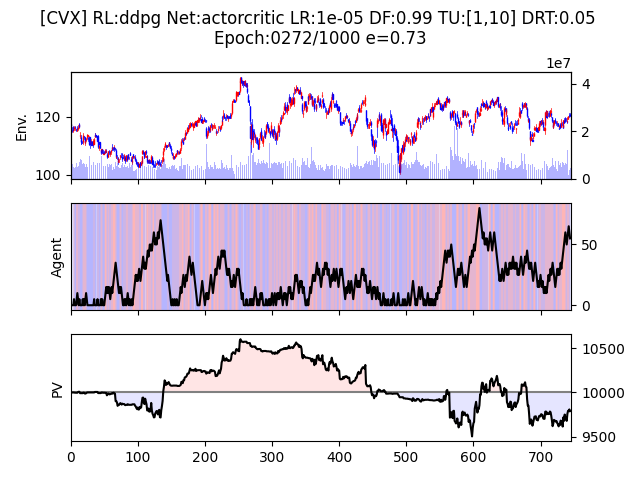 [CVX] RL:ddpg Net:actorcritic LR:1e-05 DF:0.99 TU:[1,10] DRT:0.05
Epoch:0272/1000 e=0.73
1e7
Env.
120
100
4
2
0
Agent
50
0
PV
10500
10000
9500
0 100 200 300 400 500 600 700